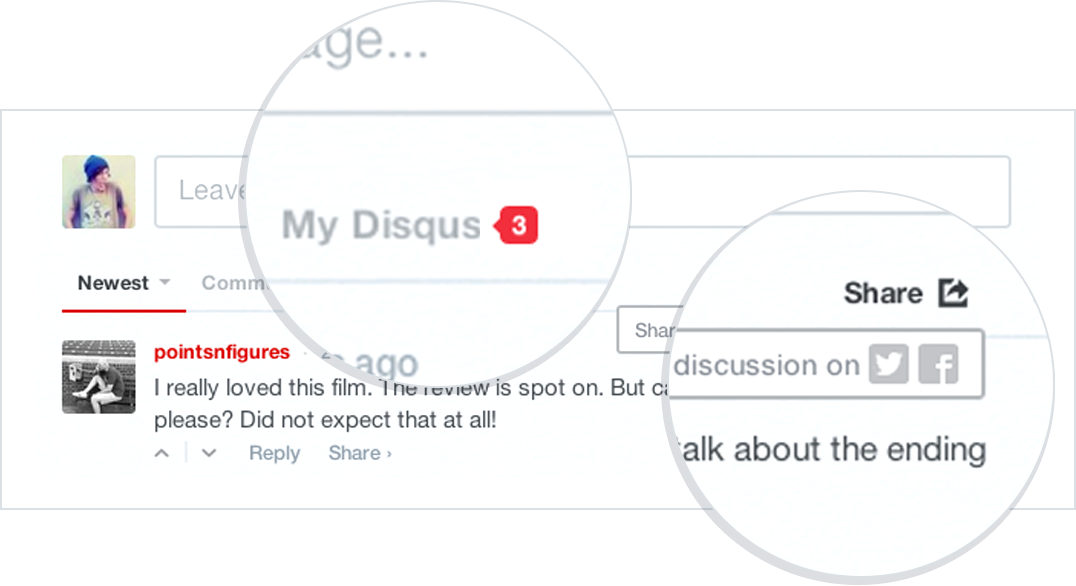 age...
Leave
My Disqus 3
Newest Comm
Share
Shar
discussion on
pointsnfigures · ago
I really loved this film. The review is spot on. But ca
talk about the ending
please? Did not expect that at all!
Reply Share ›